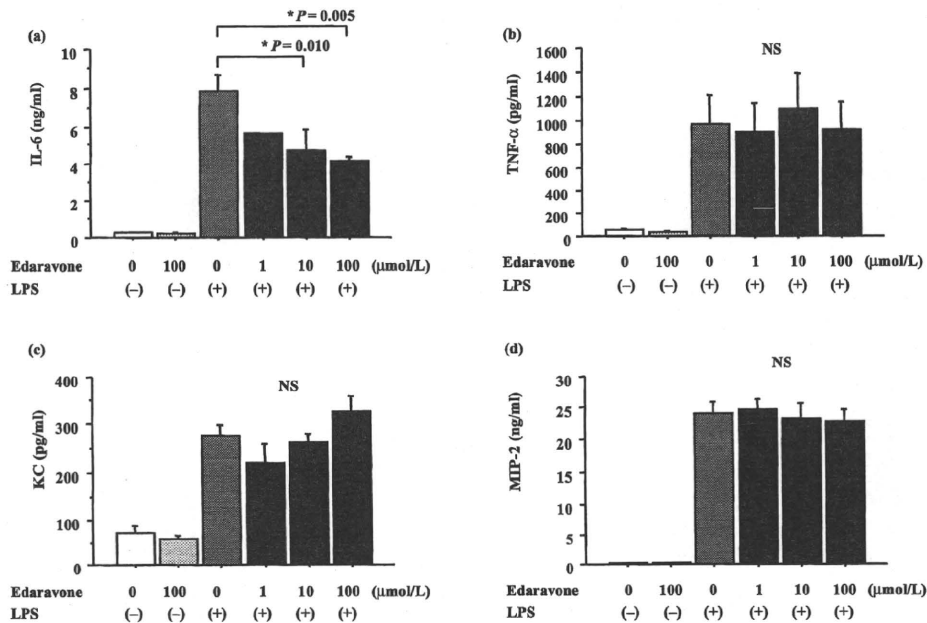 (a)
* P = 0.005
* P = 0.010
IL-6 (ng/ml)
10
8
6
4
2
0
Edaravone 0 100 0 1 10 100 (μmol/L)
LPS (–) (–) (+) (+) (+) (+)
(b)
NS
TNF-α (pg/ml)
1600
1400
1200
1000
800
600
400
200
0
Edaravone 0 100 0 1 10 100 (μmol/L)
LPS (–) (–) (+) (+) (+) (+)
(c)
NS
KC (pg/ml)
400
300
200
100
0
Edaravone 0 100 0 1 10 100 (μmol/L)
LPS (–) (–) (+) (+) (+) (+)
(d)
NS
MIP-2 (ng/ml)
30
25
20
15
10
5
0
Edaravone 0 100 0 1 10 100 (μmol/L)
LPS (–) (–) (+) (+) (+) (+)